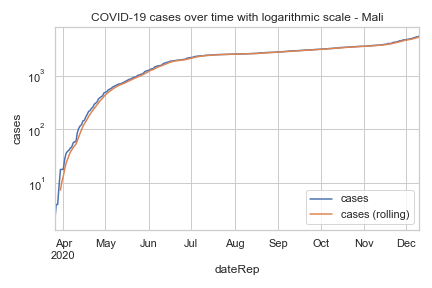 COVID-19 cases over time with logarithmic scale - Mali
cases
10³
10²
10¹
Apr May Jun Jul Aug Sep Oct Nov Dec
2020
dateRep
cases
cases (rolling)